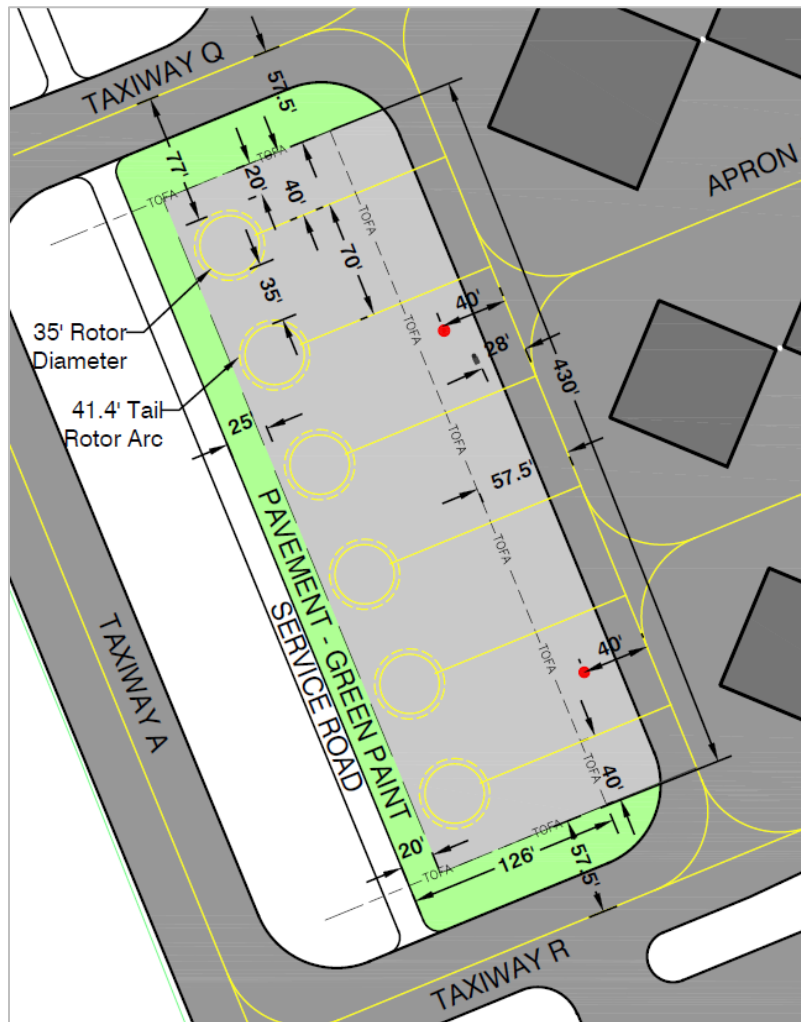 TAXIWAY Q
57.5'
77'
TOFA
20'
40'
TOFA
TOFA
APRON
70'
35'
35' Rotor
Diameter
40'
TOFA
28'
430'
41.4' Tail
Rotor Arc
25
TOFA
57.5'
TOFA
PAVEMENT - GREEN PAINT
SERVICE ROAD
TAXIWAY A
TOFA
40'
TOFA
40'
20'
TOFA
126'
TOFA
57.5'
TAXIWAY R